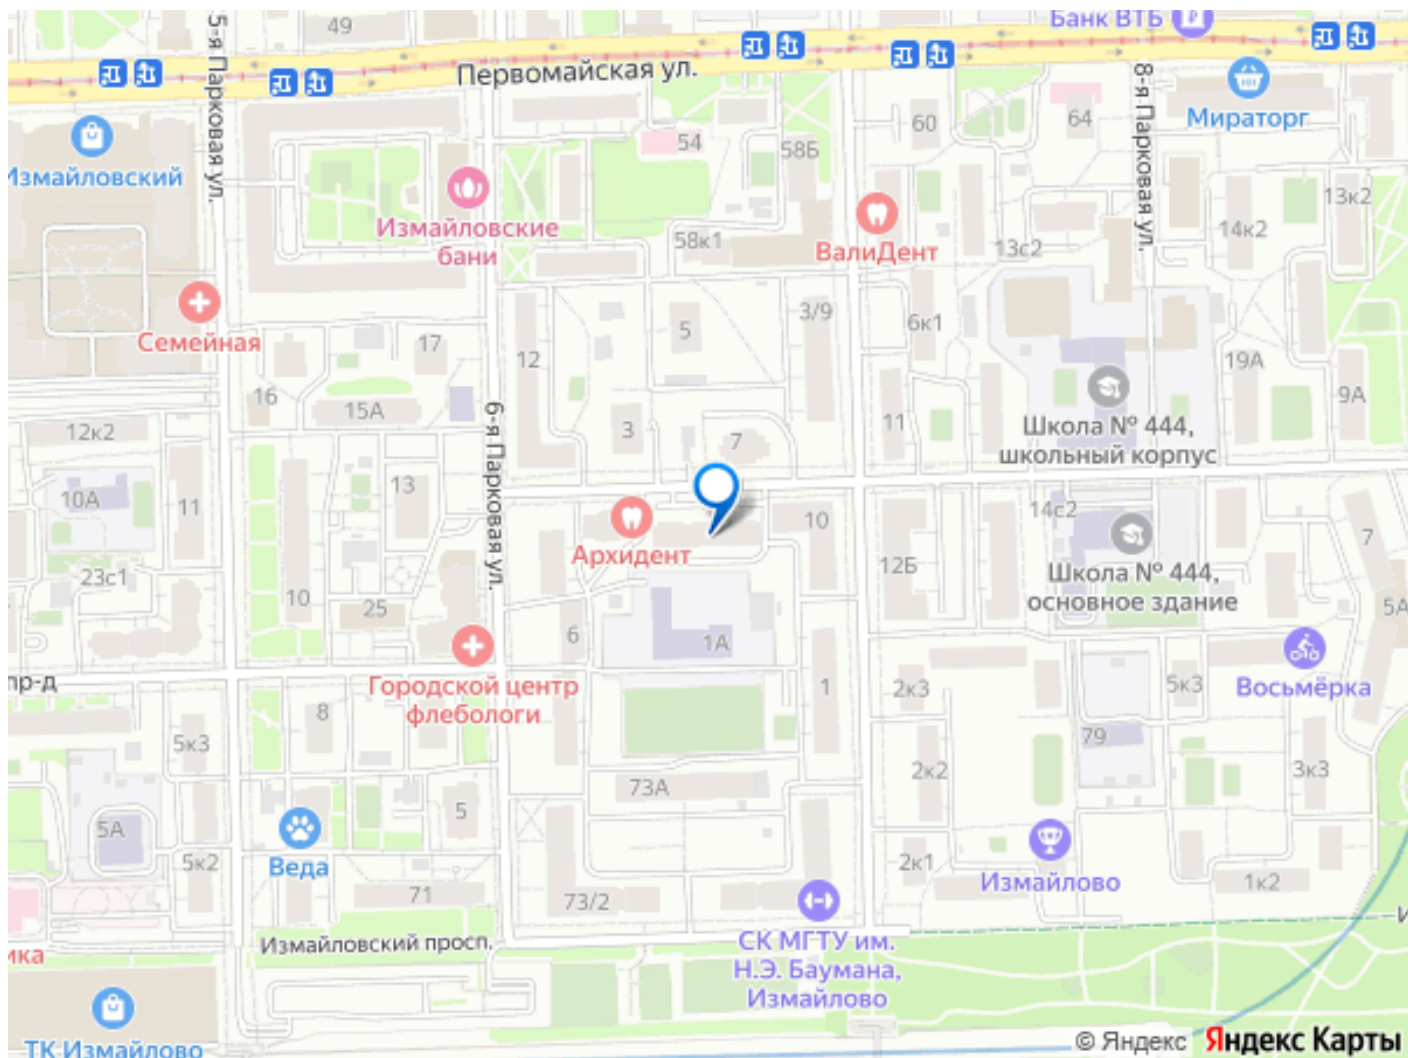 49
Банк ВТБ
5-я Парковая ул.
Первомайская ул.
8-я Парковая ул.
Мираторг
Измайловский
60
64
54
58Б
Измайловские
бани
13к2
14к2
58к1
ВалиДент
13с2
Семейная
17
5
3/9
6к1
12
16
15А
19А
9А
6-я Парковая ул.
3
7
11
Школа № 444,
школьный корпус
12к2
10А
11
13
10
14с2
Архидент
12Б
Школа № 444,
основное здание
7
5А
23с1
10
25
6
1А
пр-д
Городской центр
флебологи
1
2к3
5к3
Восьмёрка
8
5к3
79
2к2
3к3
73А
5А
5
Веда
5к2
71
73/2
2к1
Измайлово
1к2
Измайловский просп.
СК МГТУ им.
Н.Э. Баумана,
Измайлово
ика
И
ТК Измайлово
© Яндекс Яндекс Карты